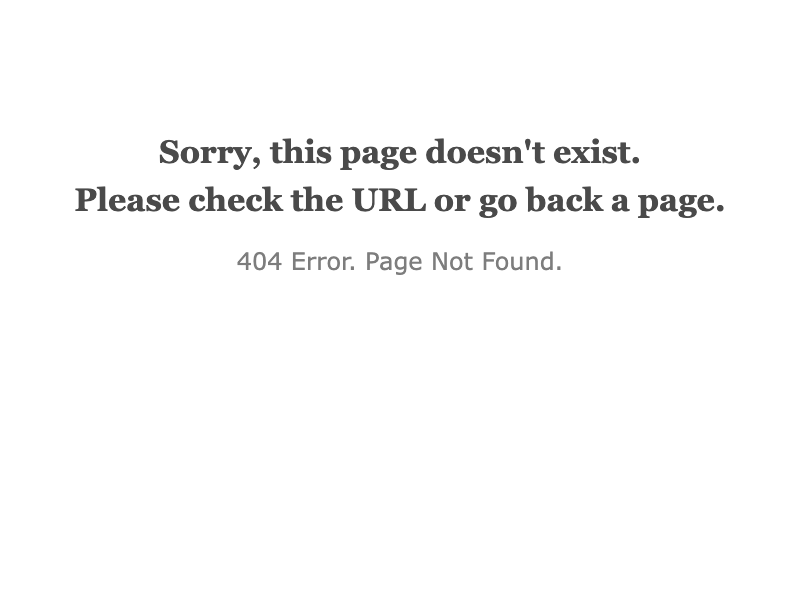 Sorry, this page doesn't exist.
Please check the URL or go back a page.
404 Error. Page Not Found.